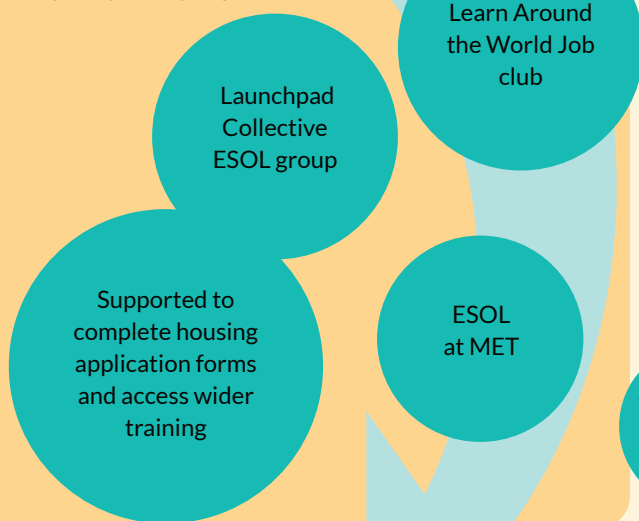 Learn Around
the World Job
club
Launchpad
Collective
ESOL group
Supported to
complete housing
application forms
and access wider
training
ESOL
at MET